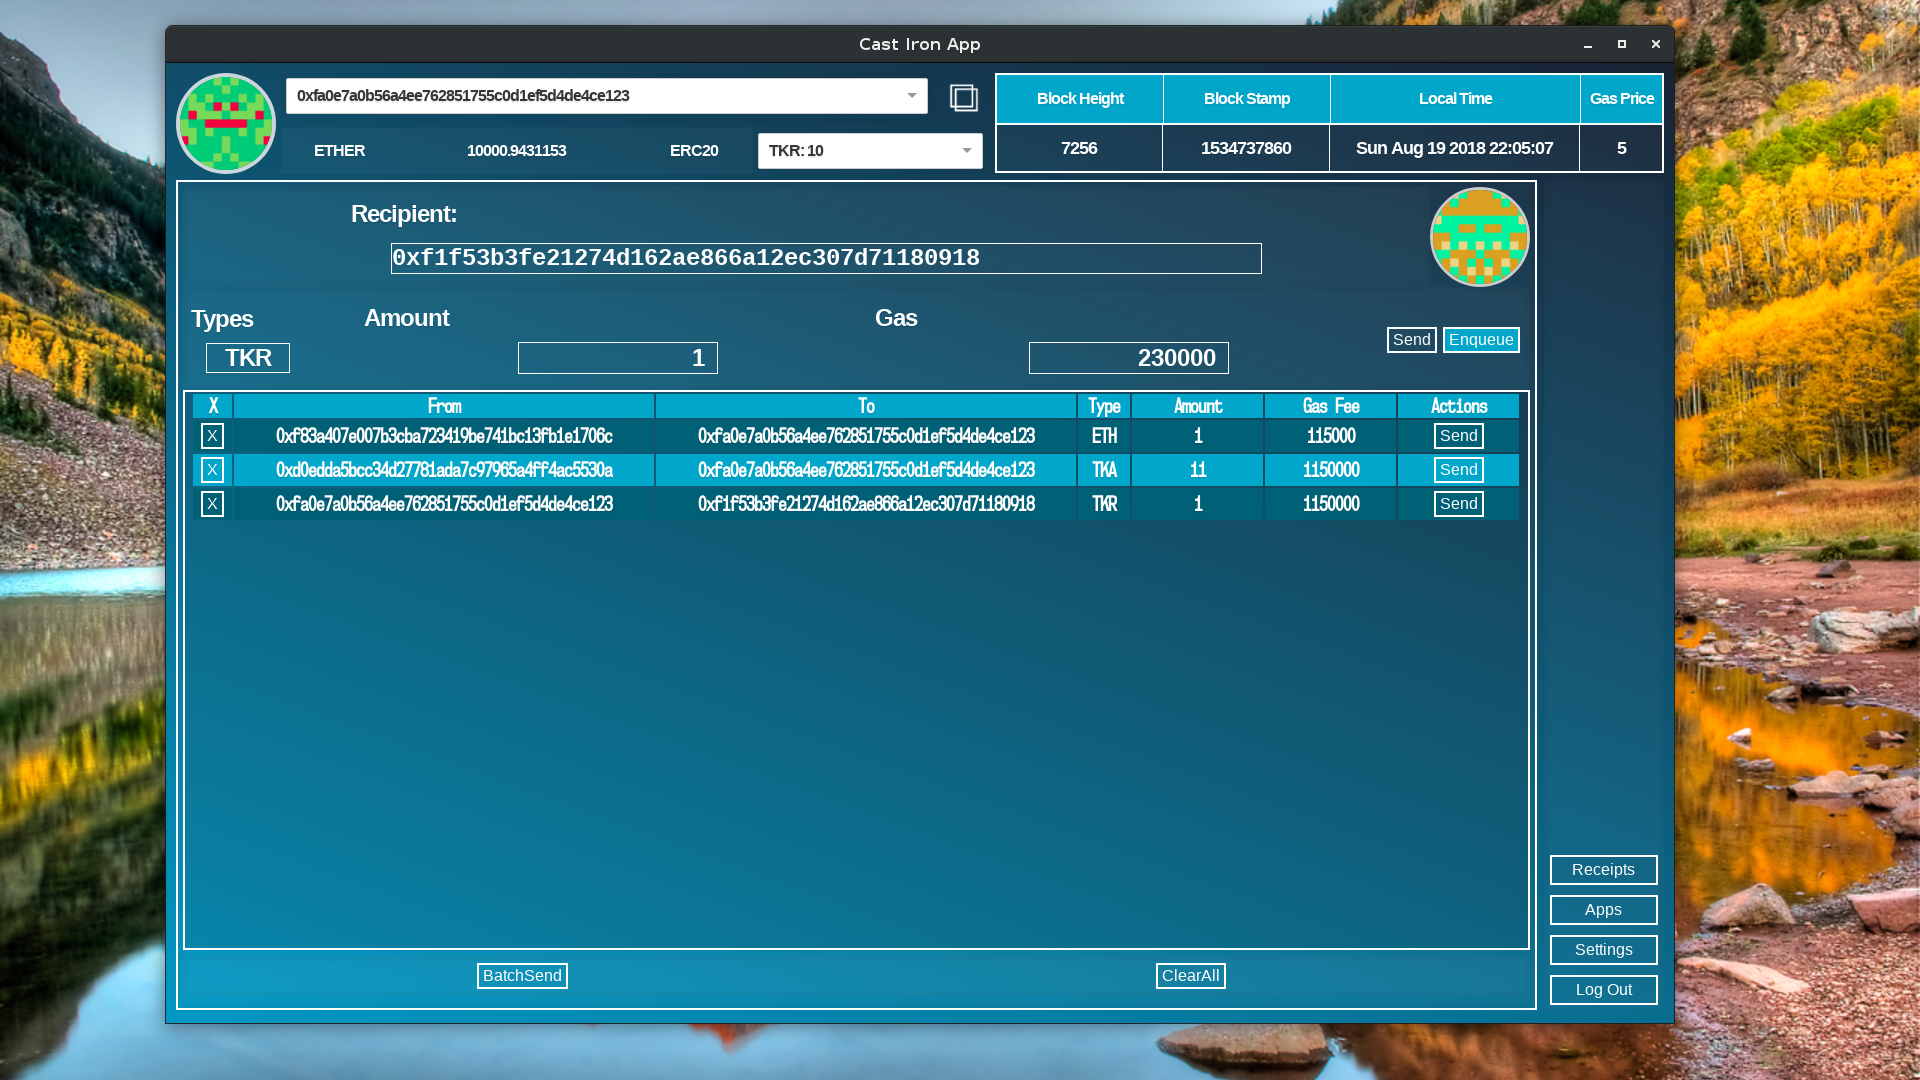 Cast Iron App
0xfa0e7a0b56a4ee762851755c0d1ef5d4de4ce123
ETHER 10000.9431153 ERC20 TKR: 10
Block Height Block Stamp Local Time Gas Price
7256 1534737860 Sun Aug 19 2018 22:05:07 5
Recipient:
0xf1f53b3fe21274d162ae866a12ec307d71180918
Types Amount Gas
TKR 1 230000 Send Enqueue
X From To Type Amount Gas Fee Actions
X 0xf83a407e007b3cba723419be741bc13fb1e1706c 0xfa0e7a0b56a4ee762851755c0d1ef5d4de4ce123 ETH 1 115000 Send
X 0xd0edda5bcc34d27781ada7c97965a4ff4ac5530a 0xfa0e7a0b56a4ee762851755c0d1ef5d4de4ce123 TKA 11 1150000 Send
X 0xfa0e7a0b56a4ee762851755c0d1ef5d4de4ce123 0xf1f53b3fe21274d162ae866a12ec307d71180918 TKR 1 1150000 Send
BatchSend ClearAll
Receipts
Apps
Settings
Log Out